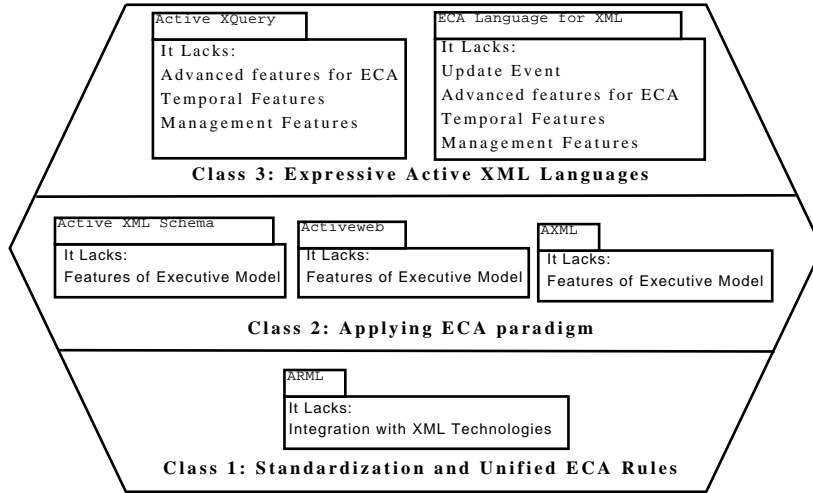 Active XQuery
It Lacks:
Advanced features for ECA
Temporal Features
Management Features
ECA Language for XML
It Lacks:
Update Event
Advanced features for ECA
Temporal Features
Management Features
Class 3: Expressive Active XML Languages
Active XML Schema
It Lacks:
Features of Executive Model
Activeweb
It Lacks:
Features of Executive Model
AXML
It Lacks:
Features of Executive Model
Class 2: Applying ECA paradigm
ARML
It Lacks:
Integration with XML Technologies
Class 1: Standardization and Unified ECA Rules